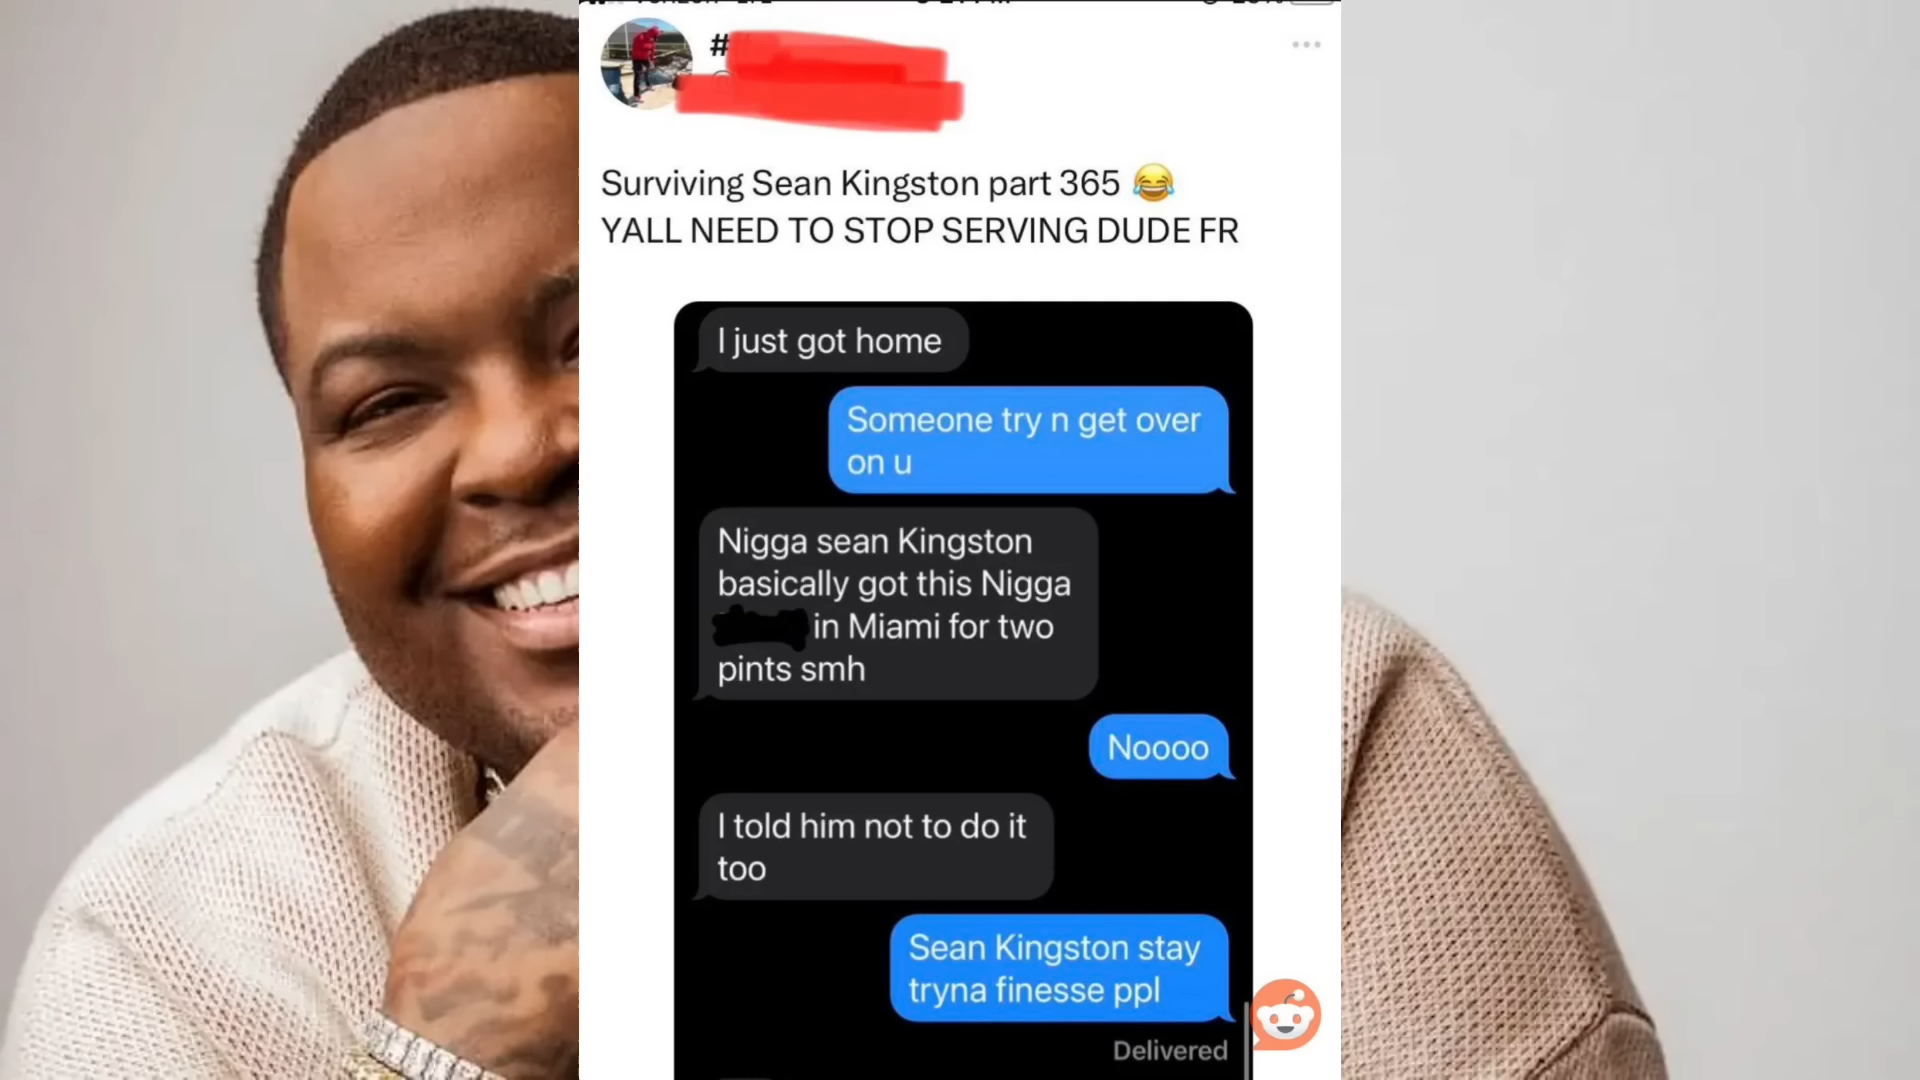 #
Surviving Sean Kingston part 365 😂
YALL NEED TO STOP SERVING DUDE FR
I just got home
Someone try n get over
on u
Nigga sean Kingston
basically got this Nigga
in Miami for two
pints smh
Noooo
I told him not to do it
too
Sean Kingston stay
tryna finesse ppl
Delivered